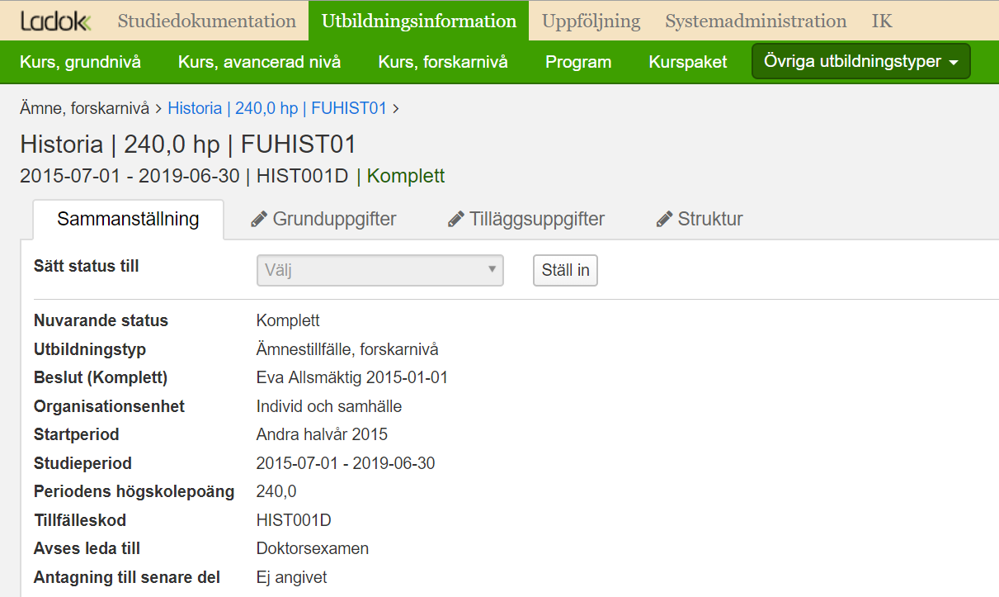 Ladok Studiedokumentation Utbildningsinformation Uppföljning Systemadministration IK
Kurs, grundnivå Kurs, avancerad nivå Kurs, forskarnivå Program Kurspaket Övriga utbildningstyper
Ämne, forskarnivå > Historia | 240,0 hp | FUHIST01 >
Historia | 240,0 hp | FUHIST01
2015-07-01 - 2019-06-30 | HIST001D | Komplett
Sammanställning Grunduppgifter Tilläggsuppgifter Struktur
Sätt status till Välj Ställ in
Nuvarande status Komplett
Utbildningstyp Ämnestillfälle, forskarnivå
Beslut (Komplett) Eva Allsmäktig 2015-01-01
Organisationsenhet Individ och samhälle
Startperiod Andra halvår 2015
Studieperiod 2015-07-01 - 2019-06-30
Periodens högskolepoäng 240,0
Tillfälleskod HIST001D
Avses leda till Doktorsexamen
Antagning till senare del Ej angivet